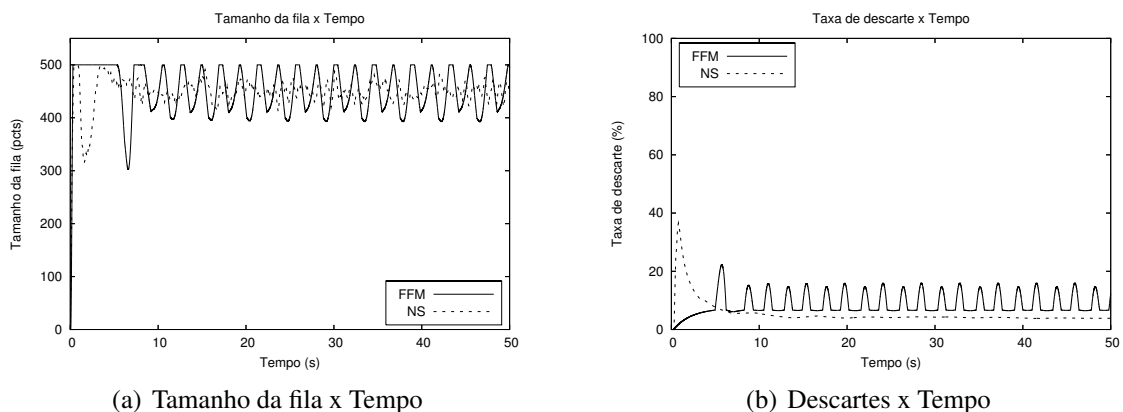 Tamanho da fila x Tempo
Tamanho da fila (pcts)
500
400
300
200
100
0
0 10 20 30 40 50
Tempo (s)
FFM
NS
(a) Tamanho da fila x Tempo
Taxa de descarte x Tempo
Taxa de descarte (%)
100
80
60
40
20
0
0 10 20 30 40 50
Tempo (s)
FFM
NS
(b) Descartes x Tempo